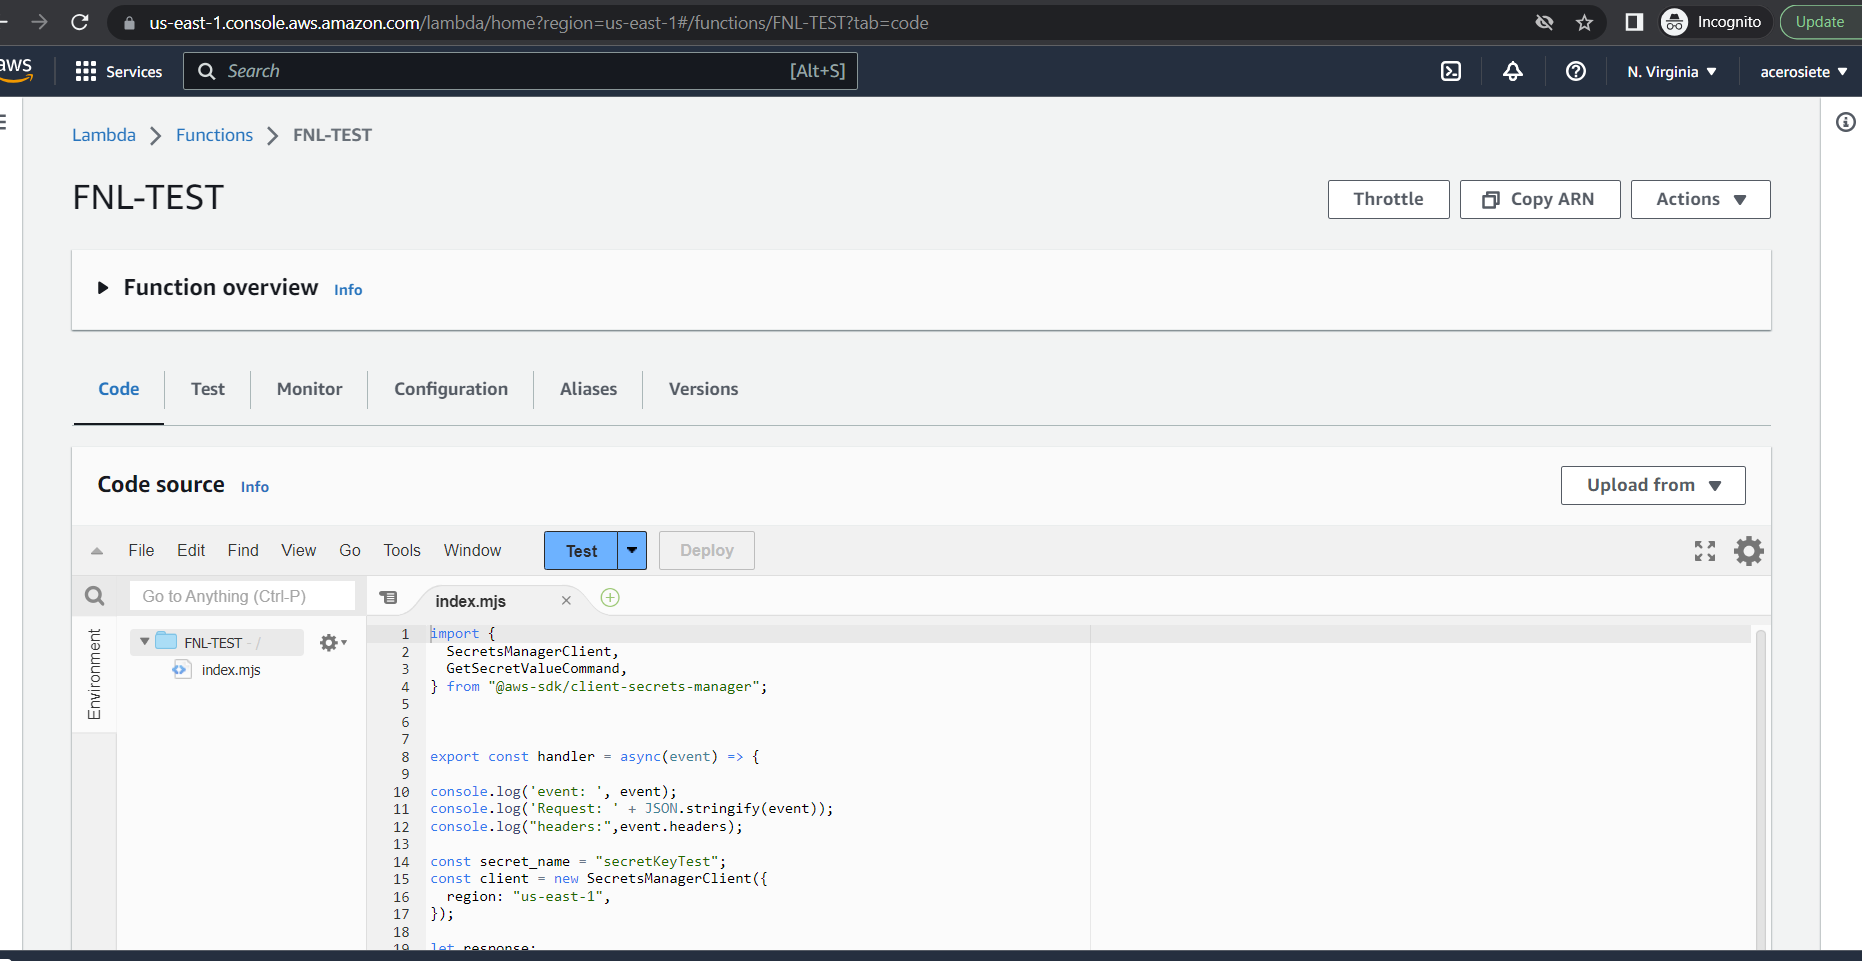 us-east-1.console.aws.amazon.com/lambda/home?region=us-east-1#/functions/FNL-TEST?tab=code
Incognito
Update
aws
Services
Search
[Alt+S]
N. Virginia
acerosiete
Lambda
Functions
FNL-TEST
FNL-TEST
Throttle
Copy ARN
Actions
Function overview
Info
Code
Test
Monitor
Configuration
Aliases
Versions
Code source
Info
Upload from
File
Edit
Find
View
Go
Tools
Window
Test
Deploy
Go to Anything (Ctrl-P)
index.mjs
Environment
FNL-TEST - /
index.mjs
1 import {
2 SecretsManagerClient,
3 GetSecretValueCommand,
4 } from "@aws-sdk/client-secrets-manager";
5
6
7
8 export const handler = async(event) => {
9
10 console.log('event: ', event);
11 console.log('Request: ' + JSON.stringify(event));
12 console.log("headers:",event.headers);
13
14 const secret_name = "secretKeyTest";
15 const client = new SecretsManagerClient({
16 region: "us-east-1",
17 });
18
19 let response;